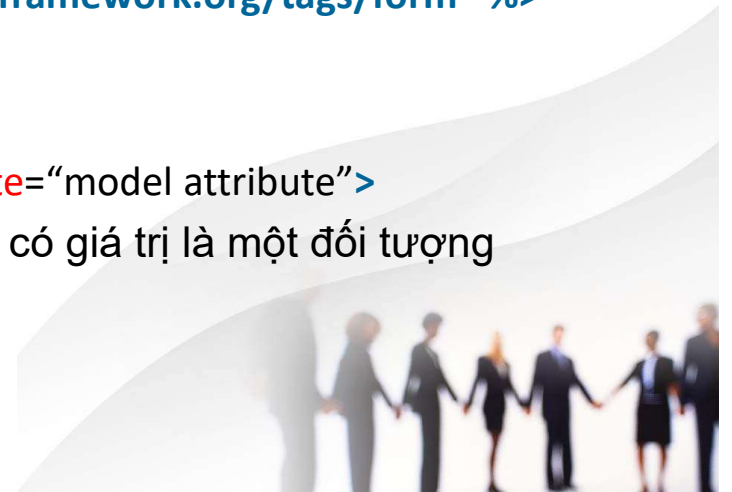 framework.org/tags/form" %>
te="model attribute">
có giá trị là một đối tượng